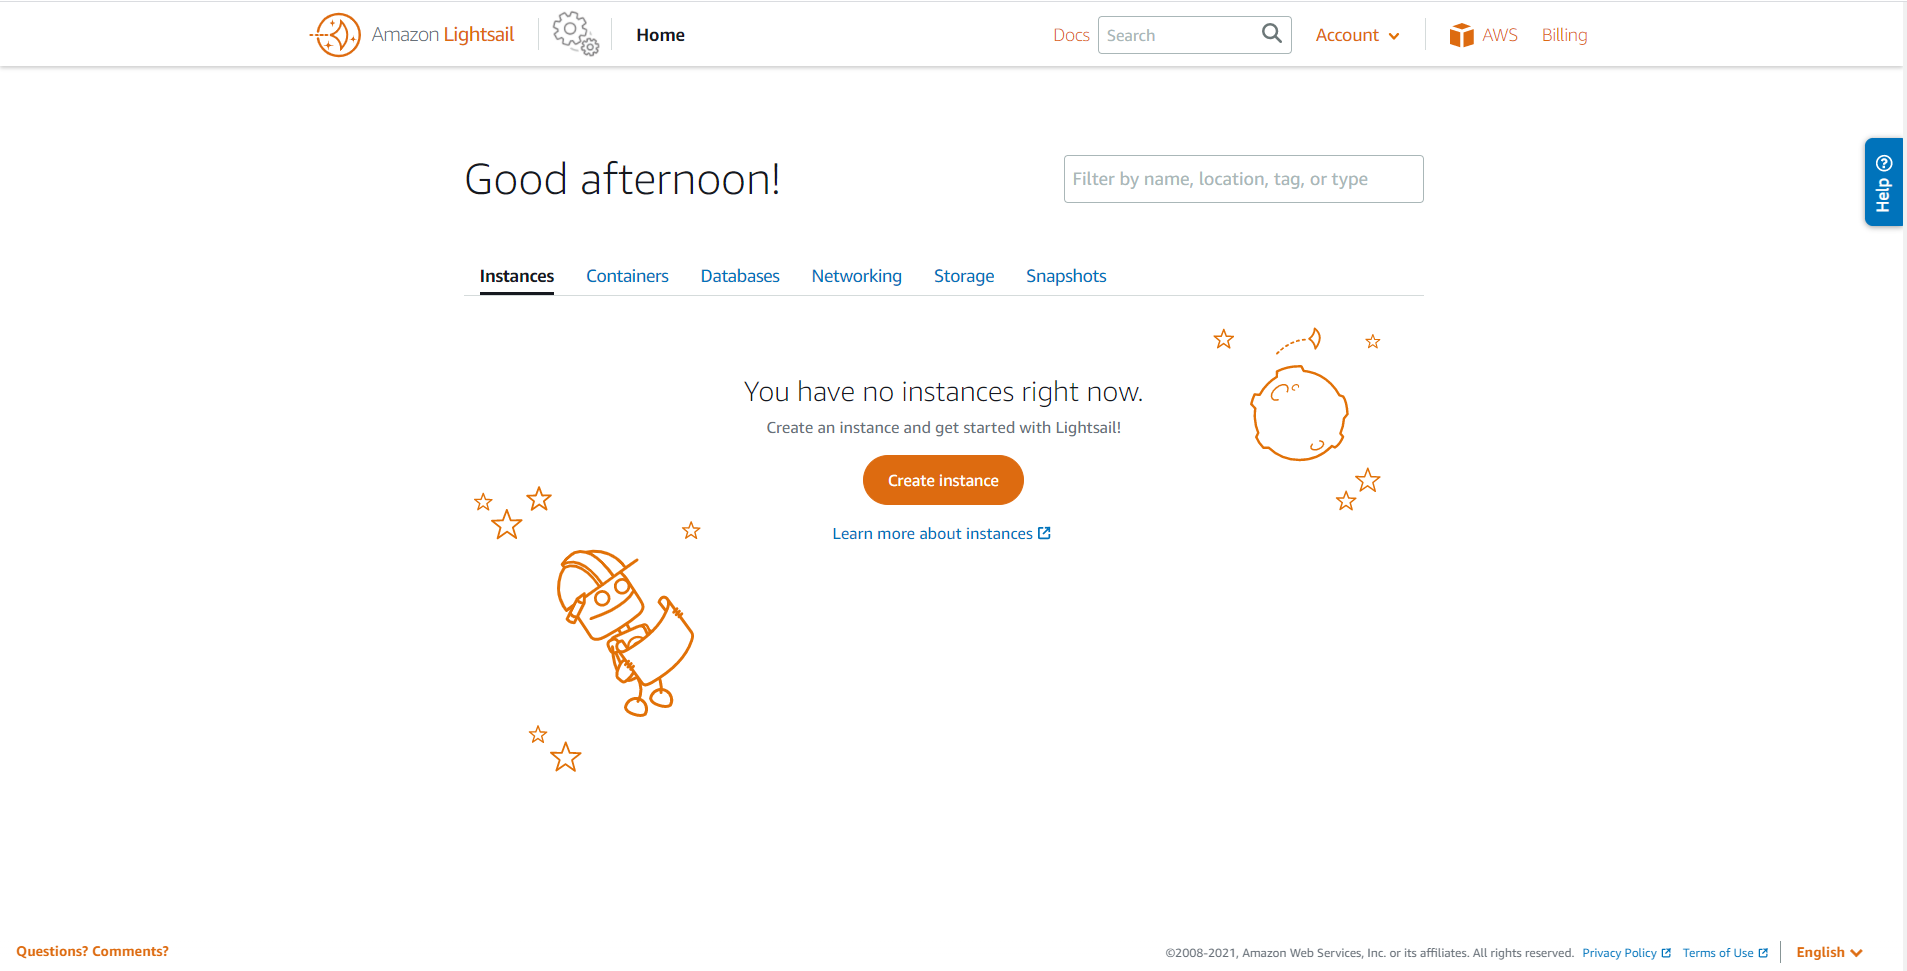 Amazon Lightsail
Home
Docs
Search
Account
AWS
Billing
Help
Good afternoon!
Filter by name, location, tag, or type
Instances Containers Databases Networking Storage Snapshots
You have no instances right now.
Create an instance and get started with Lightsail!
Create instance
Learn more about instances
Questions? Comments?
©2008-2021, Amazon Web Services, Inc. or its affiliates. All rights reserved. Privacy Policy Terms of Use
English